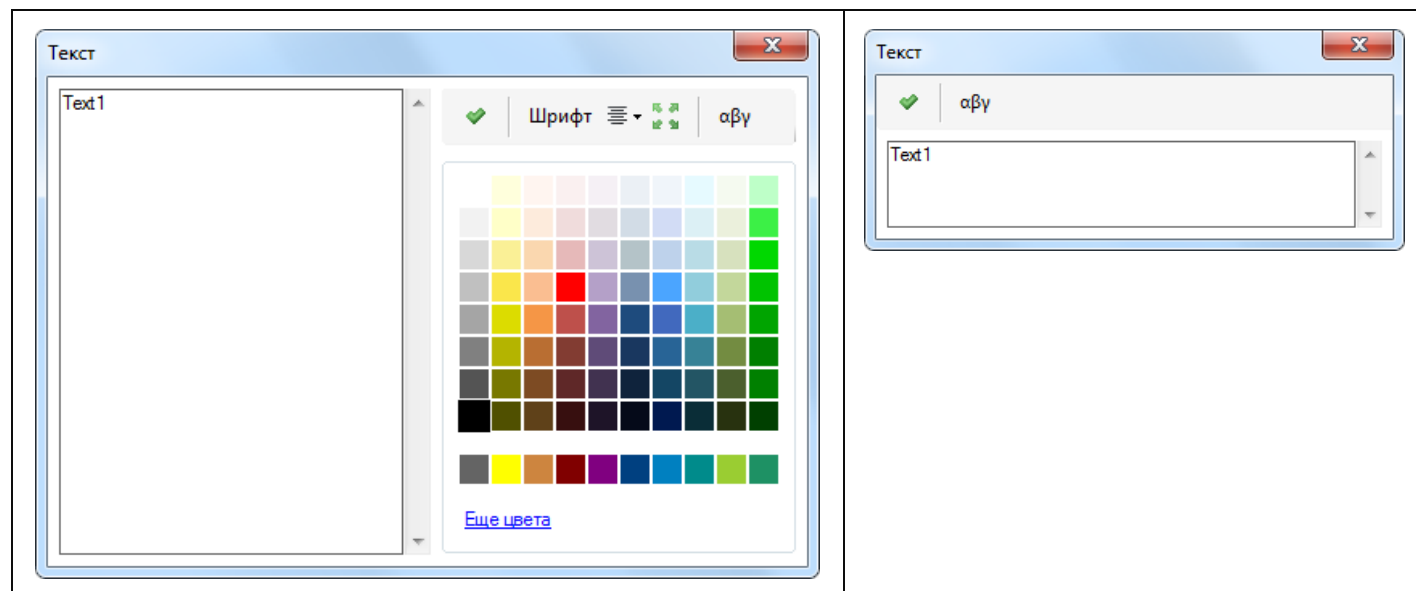 Текст
Text1
Шрифт αβγ
Еще цвета
Текст
αβγ
Text1